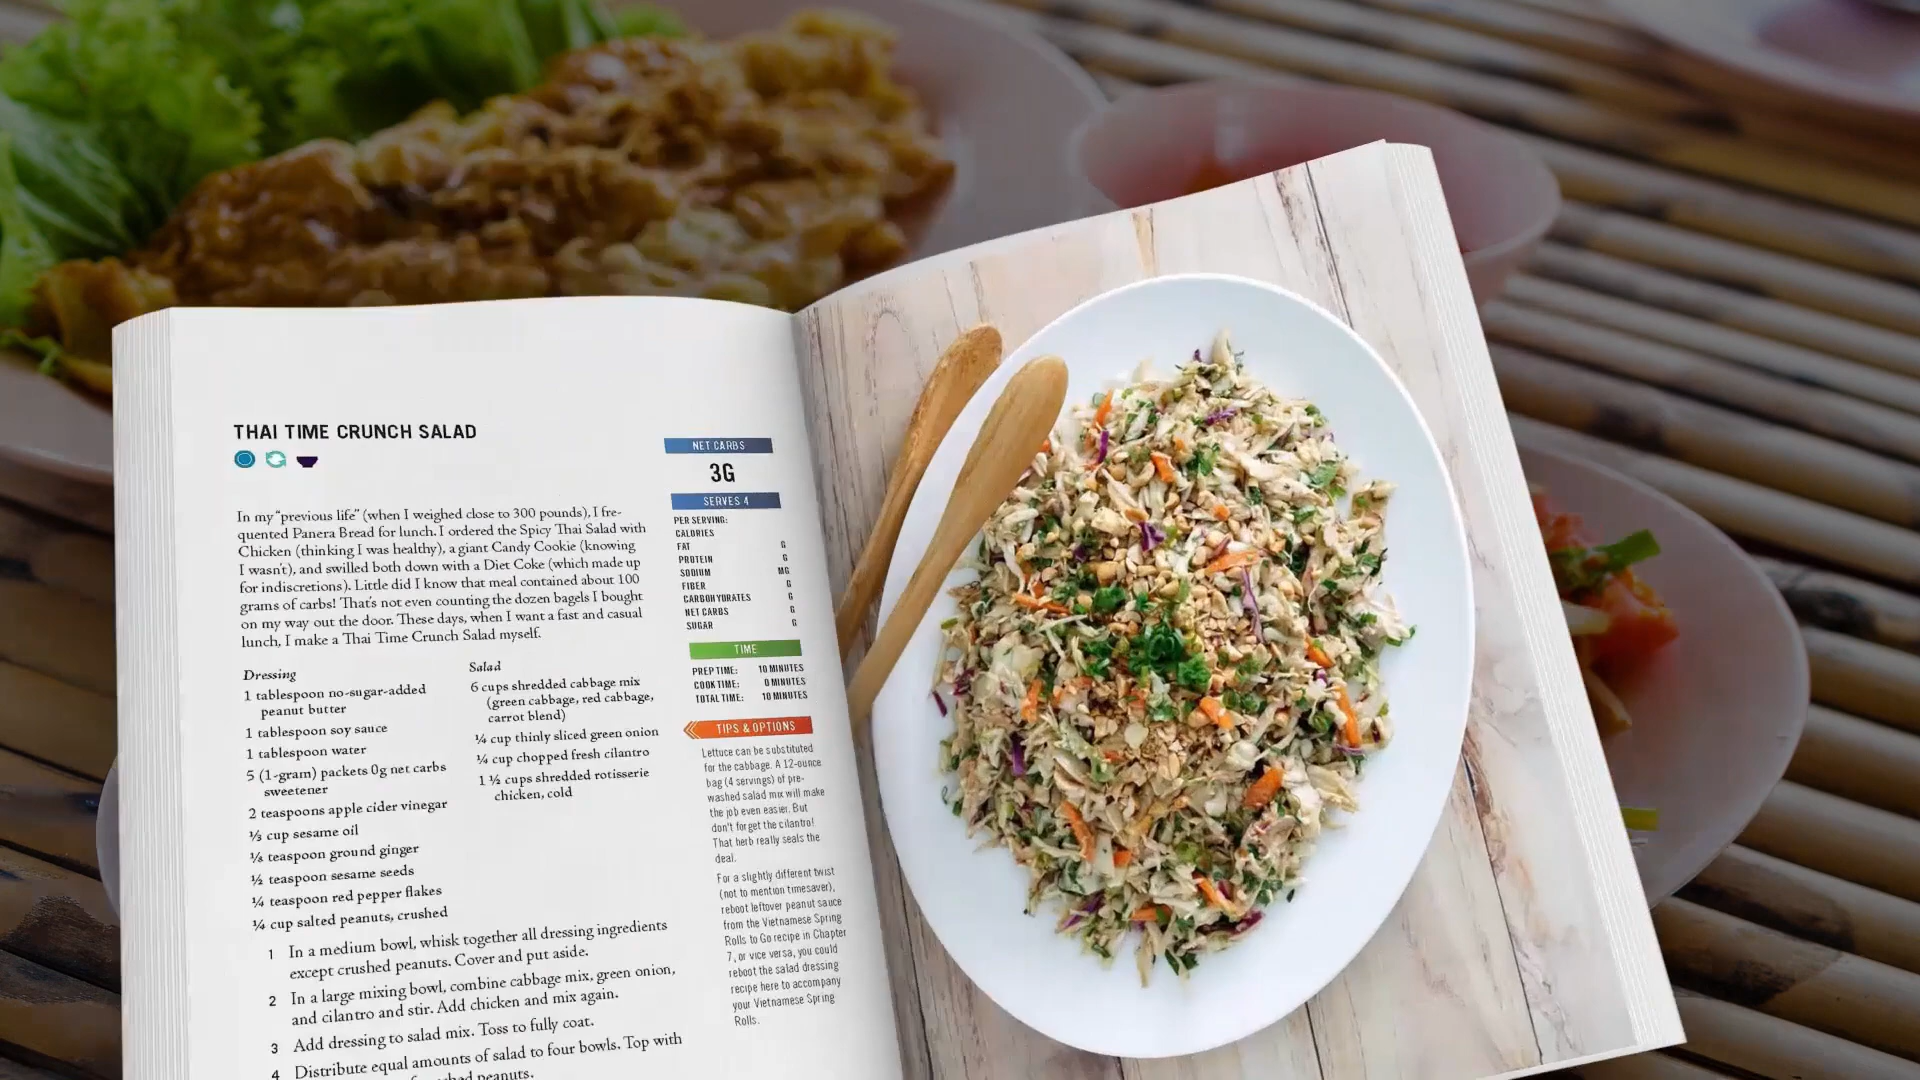 THAI TIME CRUNCH SALAD
In my "previous life" (when I weighed close to 300 pounds), I fre-
quented Panera Bread for lunch. I ordered the Spicy Thai Salad with
Chicken (thinking I was healthy), a giant Candy Cookie (knowing
I wasn't), and swilled both down with a Diet Coke (which made up
for indiscretions). Little did I know that meal contained about 100
grams of carbs! That's not even counting the dozen bagels I bought
on my way out the door. These days, when I want a fast and casual
lunch, I make a Thai Time Crunch Salad myself.
Dressing
1 tablespoon no-sugar-added
peanut butter
1 tablespoon soy sauce
1 tablespoon water
5 (1-gram) packets 0g net carbs
sweetener
2 teaspoons apple cider vinegar
⅓ cup sesame oil
⅛ teaspoon ground ginger
½ teaspoon sesame seeds
¼ teaspoon red pepper flakes
¼ cup salted peanuts, crushed
Salad
6 cups shredded cabbage mix
(green cabbage, red cabbage,
carrot blend)
¼ cup thinly sliced green onion
¼ cup chopped fresh cilantro
1 ½ cups shredded rotisserie
chicken, cold
1 In a medium bowl, whisk together all dressing ingredients
except crushed peanuts. Cover and put aside.
2 In a large mixing bowl, combine cabbage mix, green onion,
and cilantro and stir. Add chicken and mix again.
3 Add dressing to salad mix. Toss to fully coat.
4 Distribute equal amounts of salad to four bowls. Top with
peanuts.
NET CARBS
3G
SERVES 4
PER SERVING:
CALORIES
FAT G
PROTEIN G
SODIUM MG
FIBER G
CARBOHYDRATES G
NET CARBS G
SUGAR G
TIME
PREP TIME: 10 MINUTES
COOK TIME: 0 MINUTES
TOTAL TIME: 10 MINUTES
TIPS & OPTIONS
Lettuce can be substituted
for the cabbage. A 12-ounce
bag (4 servings) of pre-
washed salad mix will make
the job even easier. But
don't forget the cilantro!
That herb really seals the
deal.
For a slightly different twist
(not to mention timesaver),
reboot leftover peanut sauce
from the Vietnamese Spring
Rolls to Go recipe in Chapter
7, or vice versa, you could
reboot the salad dressing
recipe here to accompany
your Vietnamese Spring
Rolls.